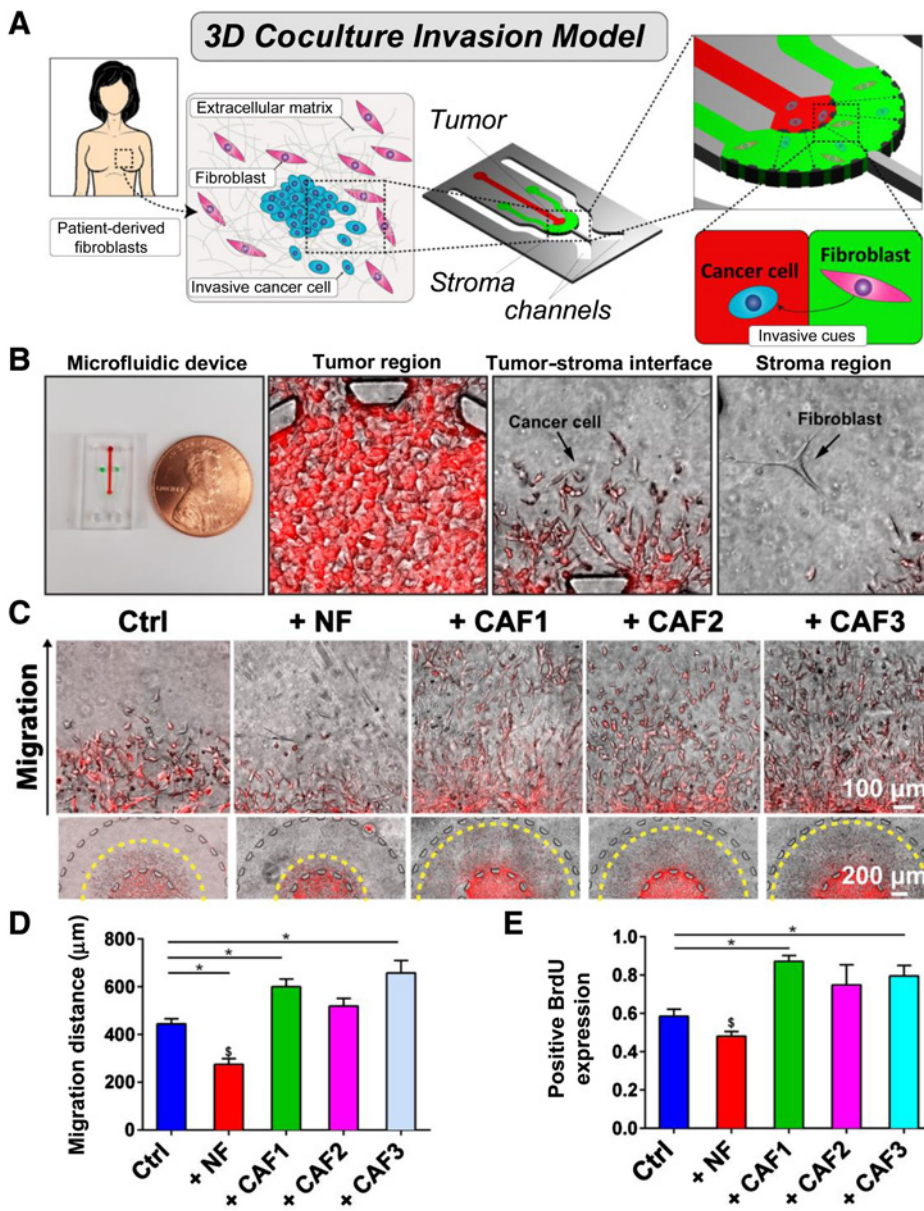 A
3D Coculture Invasion Model
Extracellular matrix
Fibroblast
Patient-derived
fibroblasts
Invasive cancer cell
Tumor
Stroma
channels
Cancer cell
Fibroblast
Invasive cues
B
Microfluidic device
Tumor region
Tumor–stroma interface
Stroma region
Cancer cell
Fibroblast
C
Ctrl
+ NF
+ CAF1
+ CAF2
+ CAF3
Migration
100 μm
200 μm
D
Migration distance (μm)
800
600
400
200
0
*
*
*
$
Ctrl
+ NF
+ CAF1
+ CAF2
+ CAF3
E
Positive BrdU
expression
1.0
0.8
0.6
0.4
0.2
0.0
*
*
$
Ctrl
+ NF
+ CAF1
+ CAF2
+ CAF3